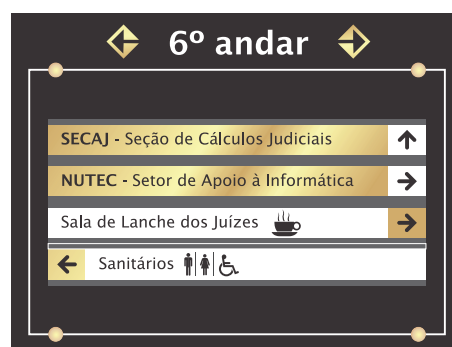 6º andar
SECAJ - Seção de Cálculos Judiciais
NUTEC - Setor de Apoio à Informática
Sala de Lanche dos Juízes
Sanitários